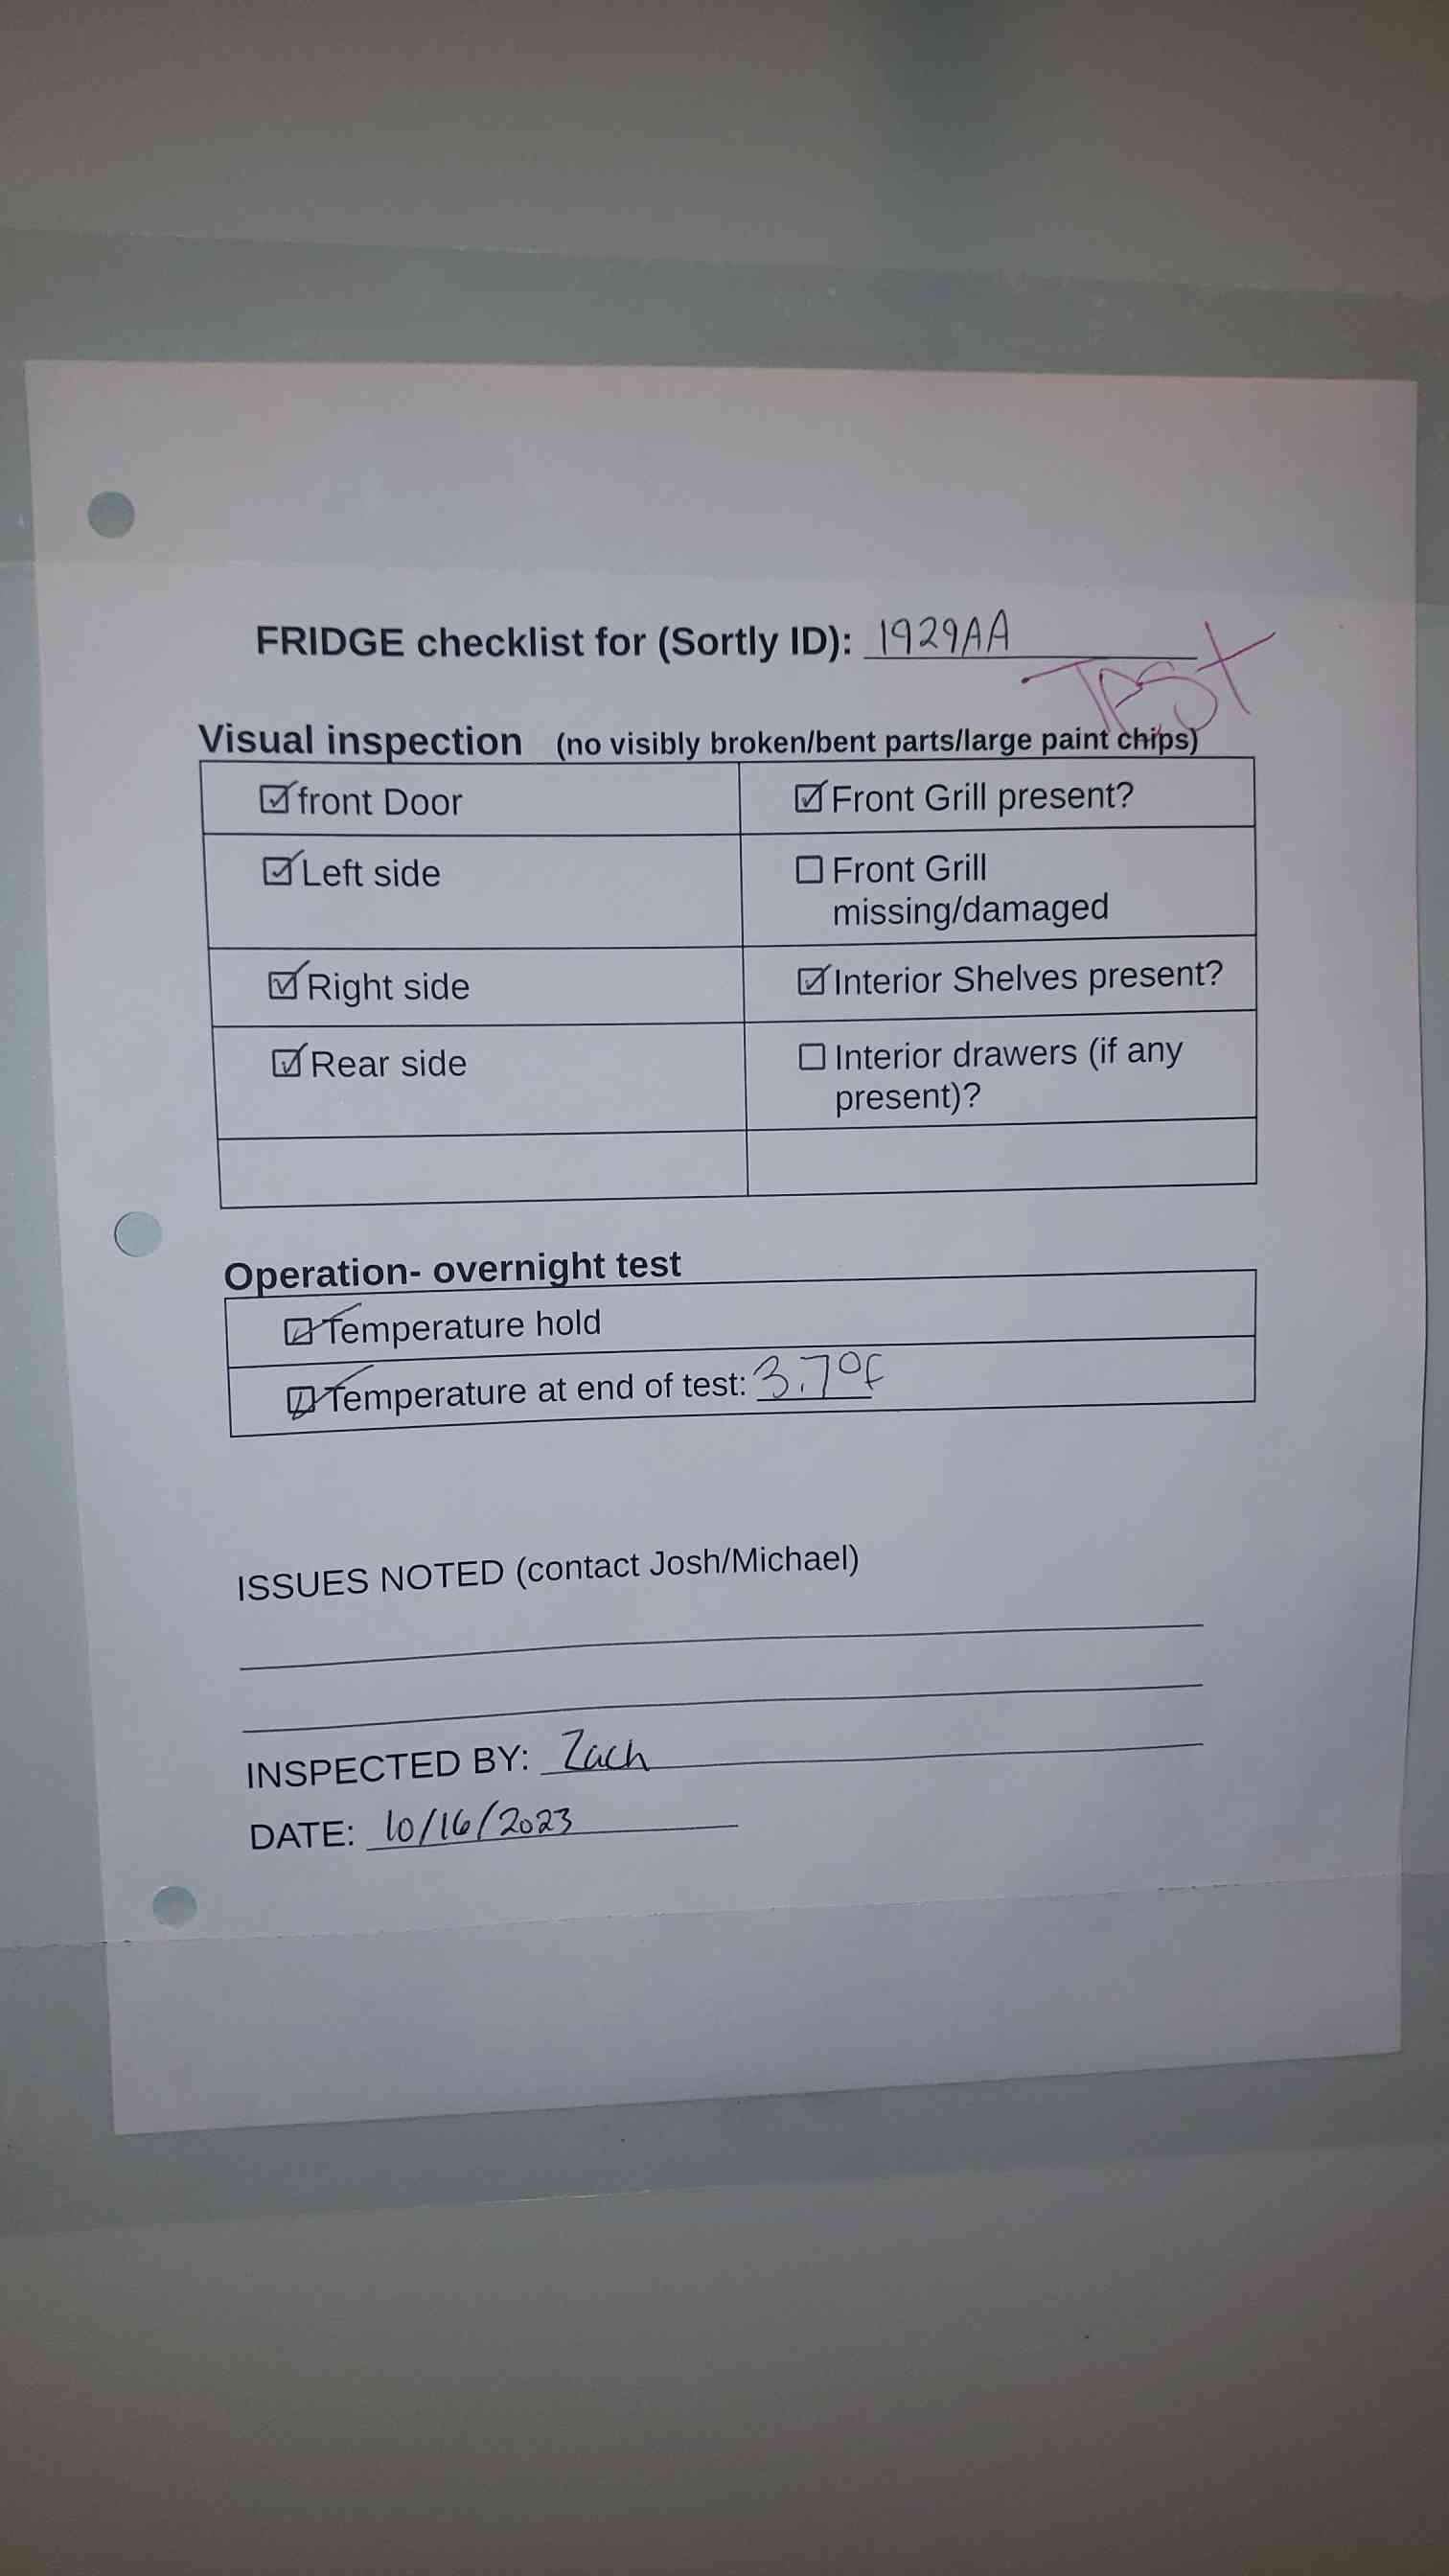 FRIDGE checklist for (Sortly ID): 1929AA
Test
Visual inspection (no visibly broken/bent parts/large paint chips)
☑ front Door
☑ Front Grill present?
☑ Left side
☐ Front Grill
missing/damaged
☑ Right side
☑ Interior Shelves present?
☑ Rear side
☐ Interior drawers (if any
present)?
Operation- overnight test
☑ Temperature hold
☑ Temperature at end of test: 3.7°F
ISSUES NOTED (contact Josh/Michael)
INSPECTED BY: Zach
DATE: 10/16/2023